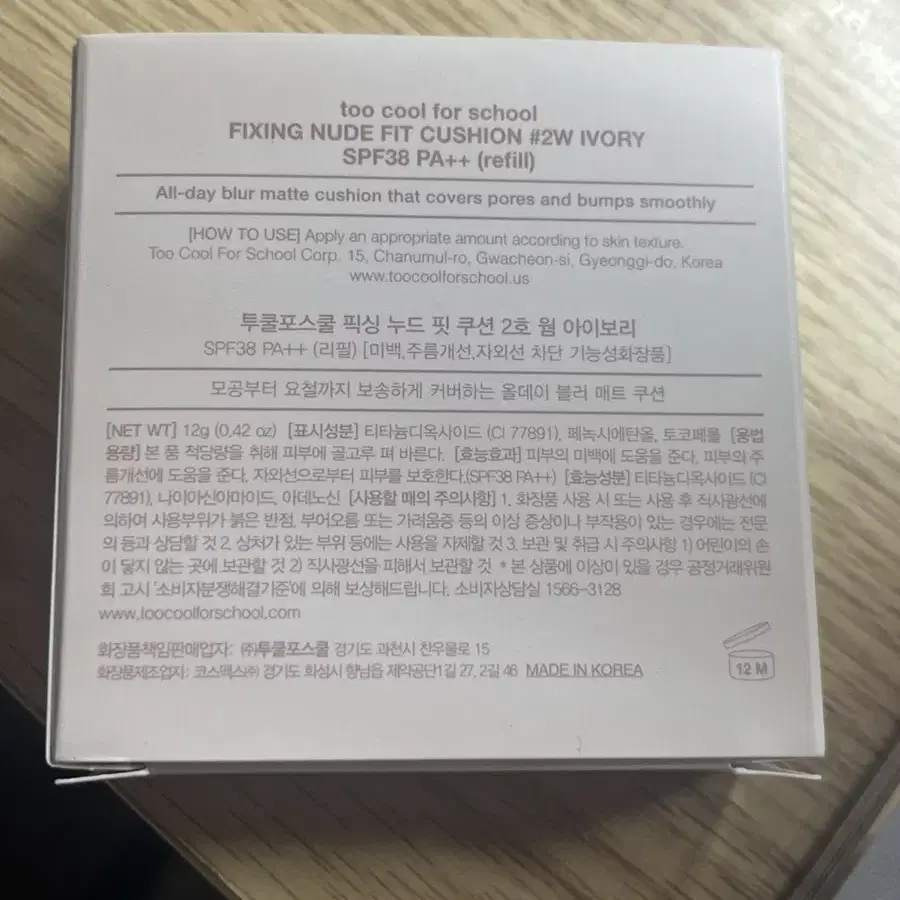 too cool for school
FIXING NUDE FIT CUSHION #2W IVORY
SPF38 PA++ (refill)
All-day blur matte cushion that covers pores and bumps smoothly
[HOW TO USE] Apply an appropriate amount according to skin texture.
Too Cool For School Corp. 15, Chanumul-ro, Gwacheon-si, Gyeonggi-do, Korea
www.toocoolforschool.us
투쿨포스쿨 픽싱 누드 핏 쿠션 2호 웜 아이보리
SPF38 PA++ (리필) [미백,주름개선,자외선 차단 기능성화장품]
모공부터 요철까지 보송하게 커버하는 올데이 블러 매트 쿠션
[NET WT] 12g (0.42 oz) [표시성분] 티타늄디옥사이드 (CI 77891), 페녹시에탄올, 토코페롤 [용법
용량] 본 품 적당량을 취해 피부에 골고루 펴 바른다. [효능효과] 피부의 미백에 도움을 준다. 피부의 주
름개선에 도움을 준다. 자외선으로부터 피부를 보호한다.(SPF38 PA++) [효능성분] 티타늄디옥사이드 (CI
77891), 나이아신아마이드, 아데노신 [사용할 때의 주의사항] 1. 화장품 사용 시 또는 사용 후 직사광선에
의하여 사용부위가 붉은 반점, 부어오름 또는 가려움증 등의 이상 증상이나 부작용이 있는 경우에는 전문
의 등과 상담할 것 2. 상처가 있는 부위 등에는 사용을 자제할 것 3. 보관 및 취급 시 주의사항 1) 어린이의 손
이 닿지 않는 곳에 보관할 것 2) 직사광선을 피해서 보관할 것 * 본 상품에 이상이 있을 경우 공정거래위원
회 고시 '소비자분쟁해결기준'에 의해 보상해드립니다. 소비자상담실 1566-3128
www.toocoolforschool.com
화장품책임판매업자: ㈜투쿨포스쿨 경기도 과천시 찬우물로 15
화장품제조업자: 코스맥스㈜ 경기도 화성시 향남읍 제약공단1길 27, 2길 46 MADE IN KOREA
12 M